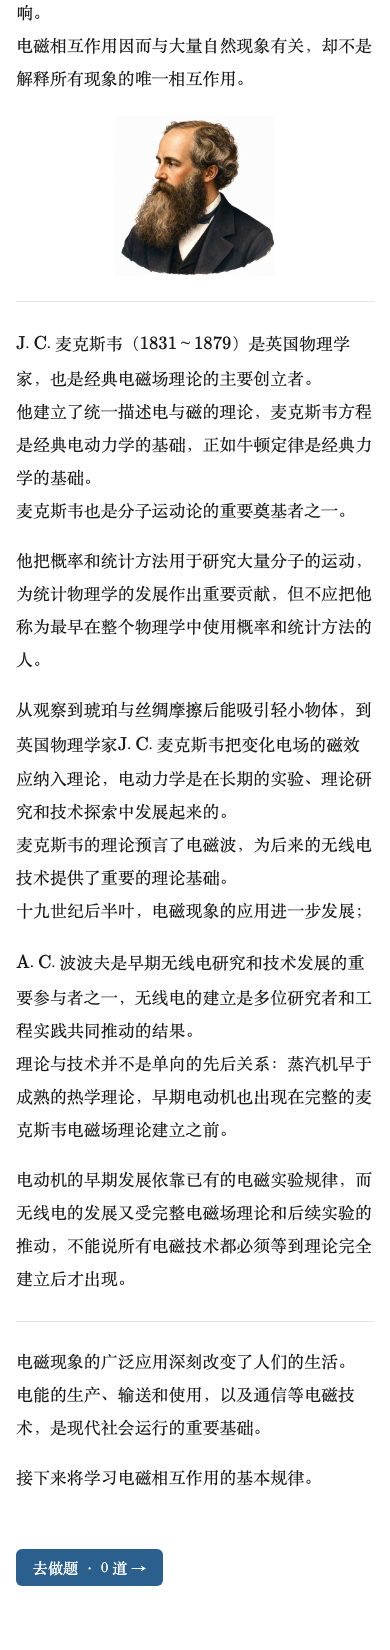 响。
电磁相互作用因而与大量自然现象有关，却不是
解释所有现象的唯一相互作用。
J. C. 麦克斯韦（1831 ~ 1879）是英国物理学
家，也是经典电磁场理论的主要创立者。
他建立了统一描述电与磁的理论，麦克斯韦方程
是经典电动力学的基础，正如牛顿定律是经典力
学的基础。
麦克斯韦也是分子运动论的重要奠基者之一。
他把概率和统计方法用于研究大量分子的运动，
为统计物理学的发展作出重要贡献，但不应把他
称为最早在整个物理学中使用概率和统计方法的
人。
从观察到琥珀与丝绸摩擦后能吸引轻小物体，到
英国物理学家J. C. 麦克斯韦把变化电场的磁效
应纳入理论，电动力学是在长期的实验、理论研
究和技术探索中发展起来的。
麦克斯韦的理论预言了电磁波，为后来的无线电
技术提供了重要的理论基础。
十九世纪后半叶，电磁现象的应用进一步发展；
A. C. 波波夫是早期无线电研究和技术发展的重
要参与者之一，无线电的建立是多位研究者和工
程实践共同推动的结果。
理论与技术并不是单向的先后关系：蒸汽机早于
成熟的热学理论，早期电动机也出现在完整的麦
克斯韦电磁场理论建立之前。
电动机的早期发展依靠已有的电磁实验规律，而
无线电的发展又受完整电磁场理论和后续实验的
推动，不能说所有电磁技术都必须等到理论完全
建立后才出现。
电磁现象的广泛应用深刻改变了人们的生活。
电能的生产、输送和使用，以及通信等电磁技
术，是现代社会运行的重要基础。
接下来将学习电磁相互作用的基本规律。
去做题 · 0 道 →